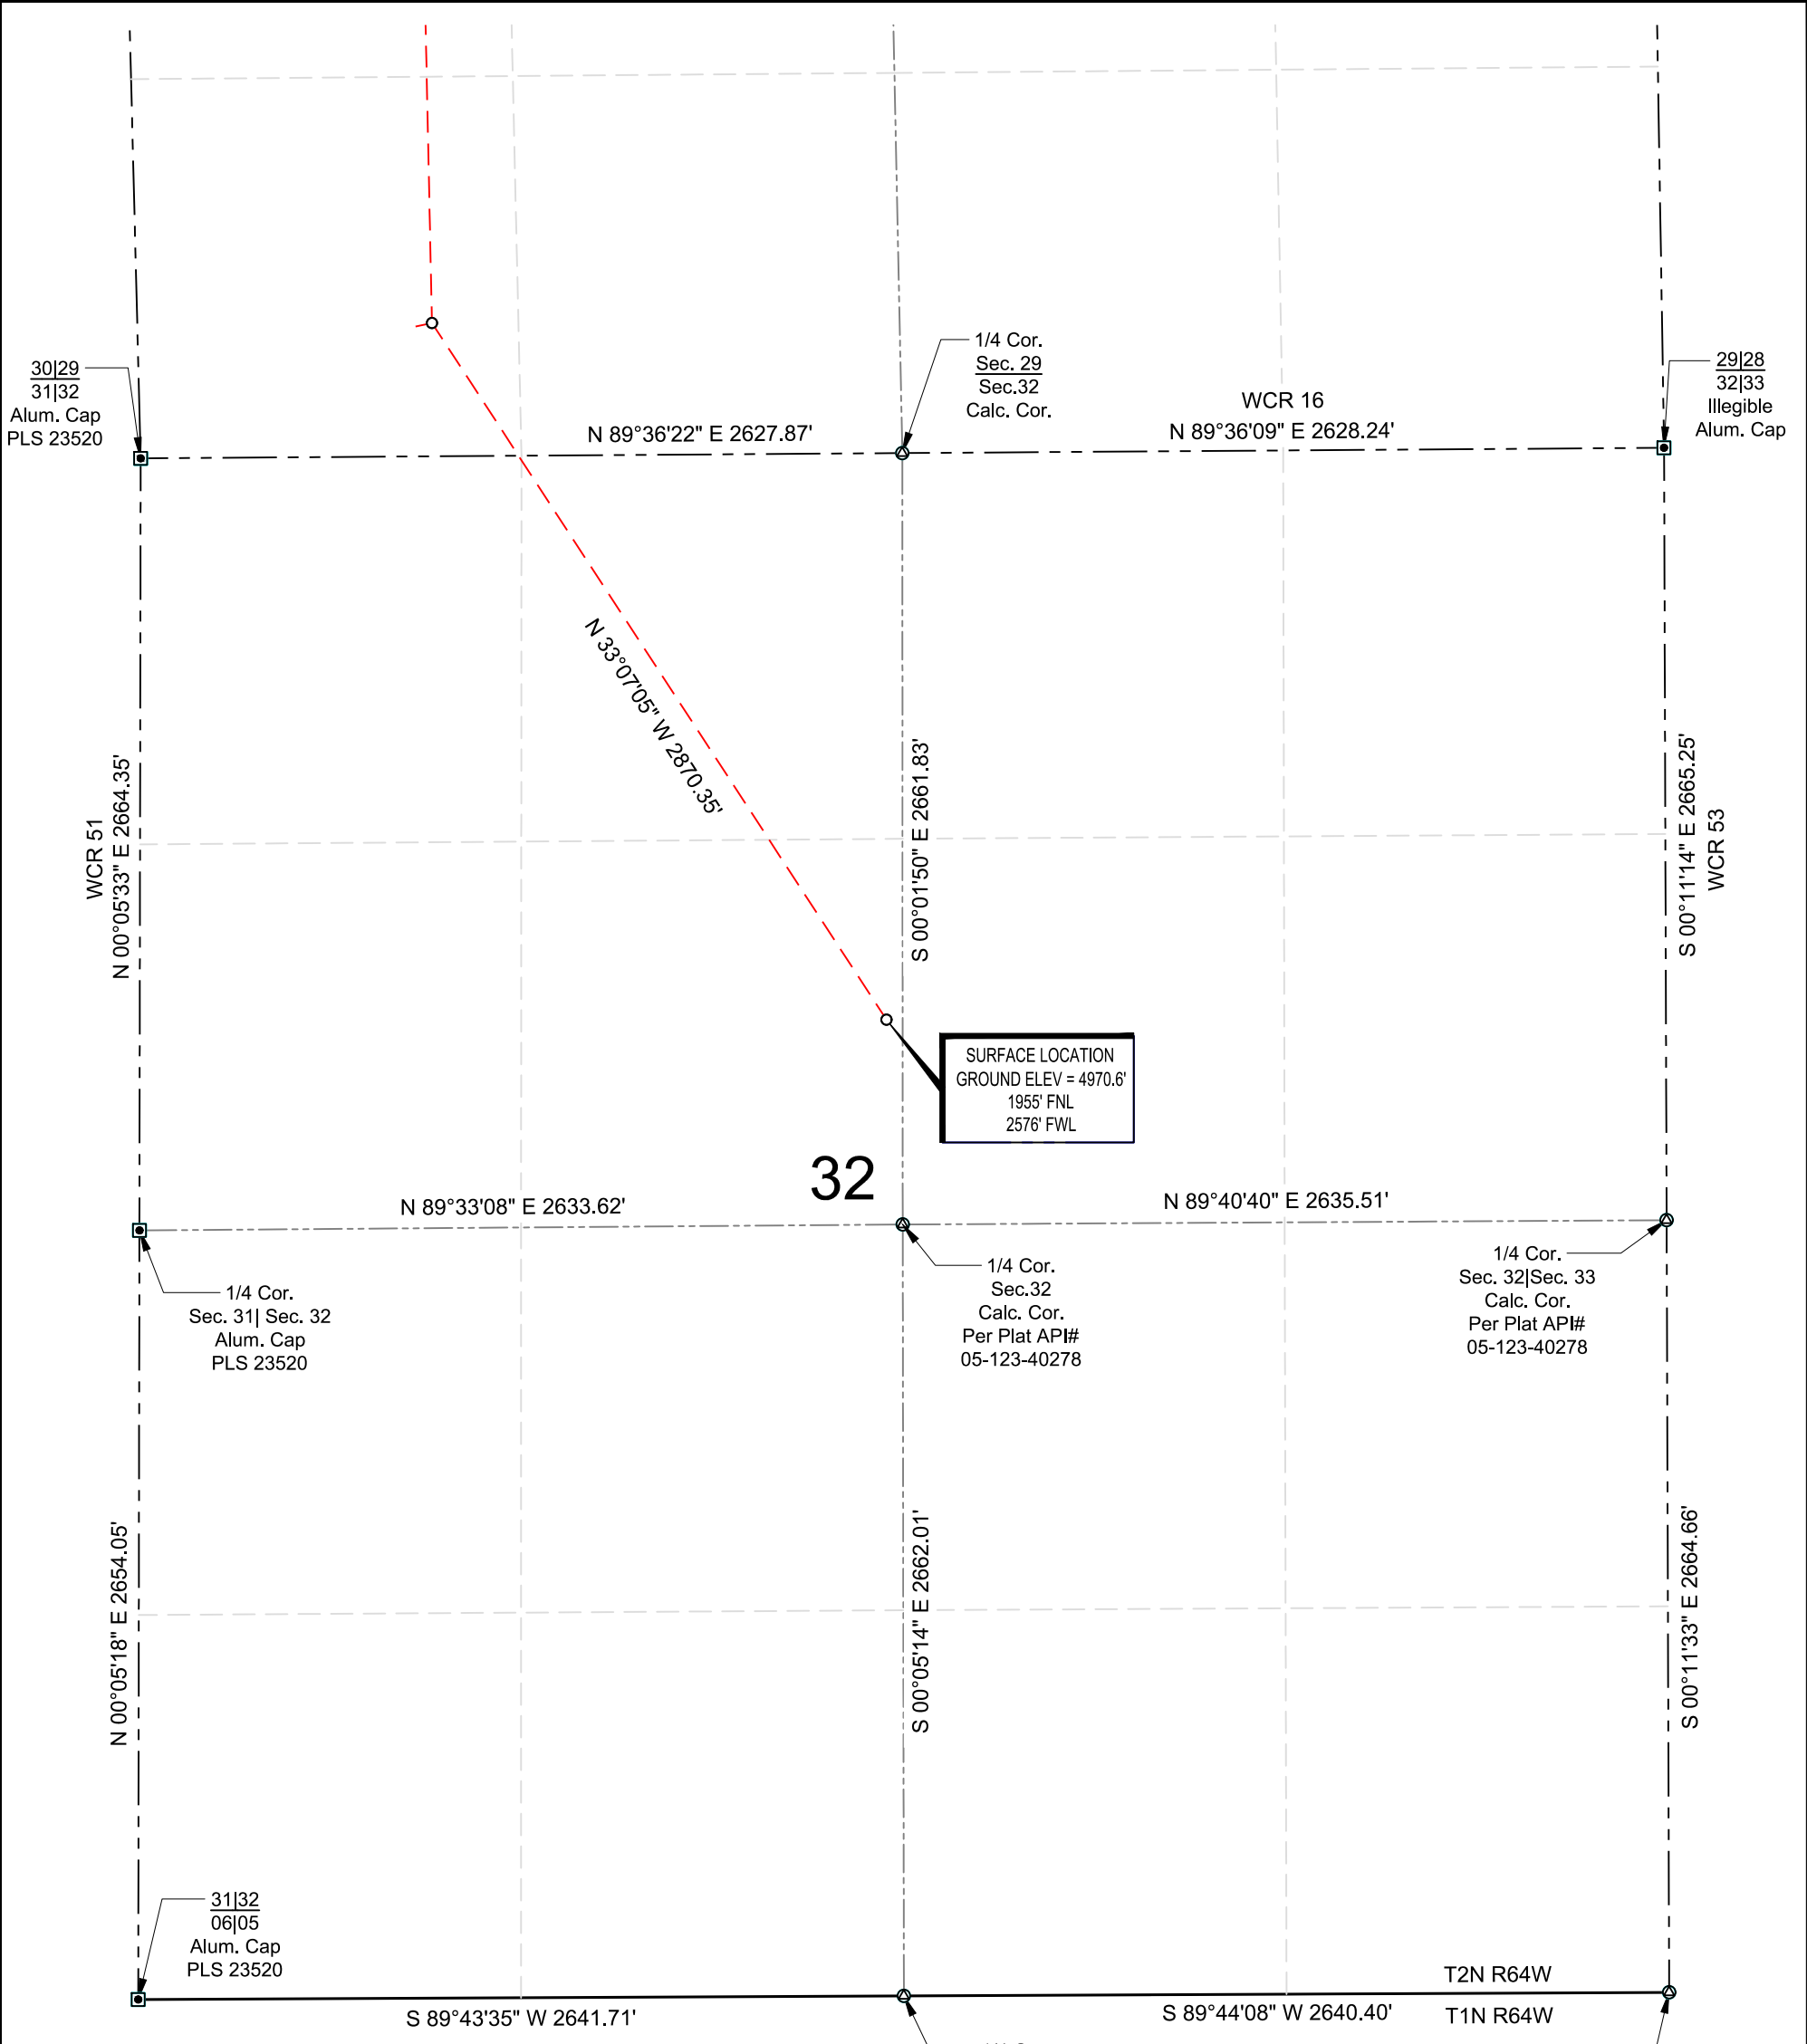 30|29
31|32
Alum. Cap
PLS 23520
1/4 Cor.
Sec. 29
Sec.32
Calc. Cor.
29|28
32|33
Illegible
Alum. Cap
WCR 16
N 89°36'22" E 2627.87'
N 89°36'09" E 2628.24'
N 33°07'05" W 2870.35'
WCR 51
N 00°05'33" E 2664.35'
S 00°01'50" E 2661.83'
S 00°11'14" E 2665.25'
WCR 53
SURFACE LOCATION
GROUND ELEV = 4970.6'
1955' FNL
2576' FWL
32
N 89°33'08" E 2633.62'
N 89°40'40" E 2635.51'
1/4 Cor.
Sec. 31| Sec. 32
Alum. Cap
PLS 23520
1/4 Cor.
Sec.32
Calc. Cor.
Per Plat API#
05-123-40278
1/4 Cor.
Sec. 32|Sec. 33
Calc. Cor.
Per Plat API#
05-123-40278
N 00°05'18" E 2654.05'
S 00°05'14" E 2662.01'
S 00°11'33" E 2664.66'
31|32
06|05
Alum. Cap
PLS 23520
T2N R64W
S 89°43'35" W 2641.71'
S 89°44'08" W 2640.40'
T1N R64W